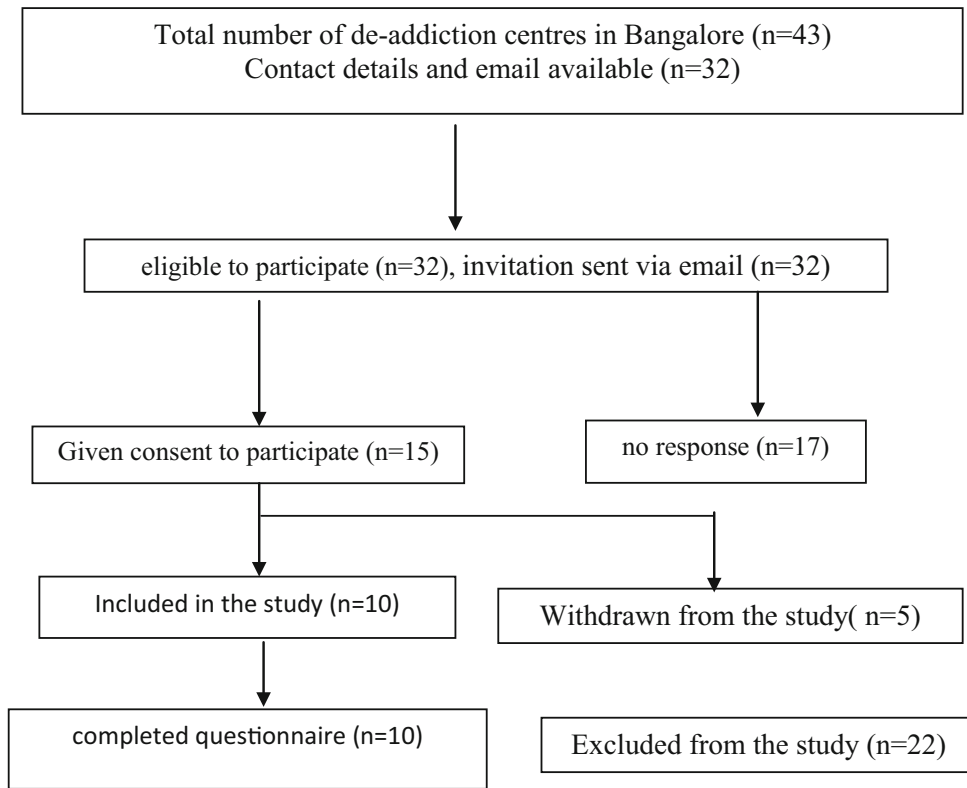 Total number of de-addiction centres in Bangalore (n=43)
Contact details and email available (n=32)
eligible to participate (n=32), invitation sent via email (n=32)
Given consent to participate (n=15)
no response (n=17)
Included in the study (n=10)
Withdrawn from the study( n=5)
completed questionnaire (n=10)
Excluded from the study (n=22)